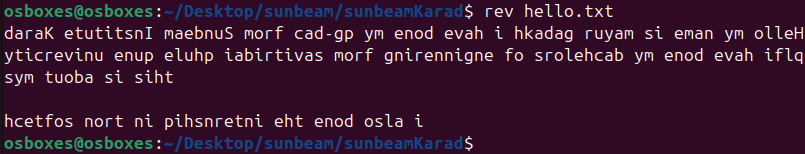 osboxes@osboxes:~/Desktop/sunbeam/sunbeamKarad$ rev hello.txt
daraK etutitsnI maebnuS morf cad-gp ym enod evah i hkadag ruyam si eman ym olleH
yticrevinu enup eluhp iabirtivas morf gnirennigne fo srolehcab ym enod evah iflq
sym tuoba si siht

hcetfos nort ni pihsnretni eht enod osla i
osboxes@osboxes:~/Desktop/sunbeam/sunbeamKarad$